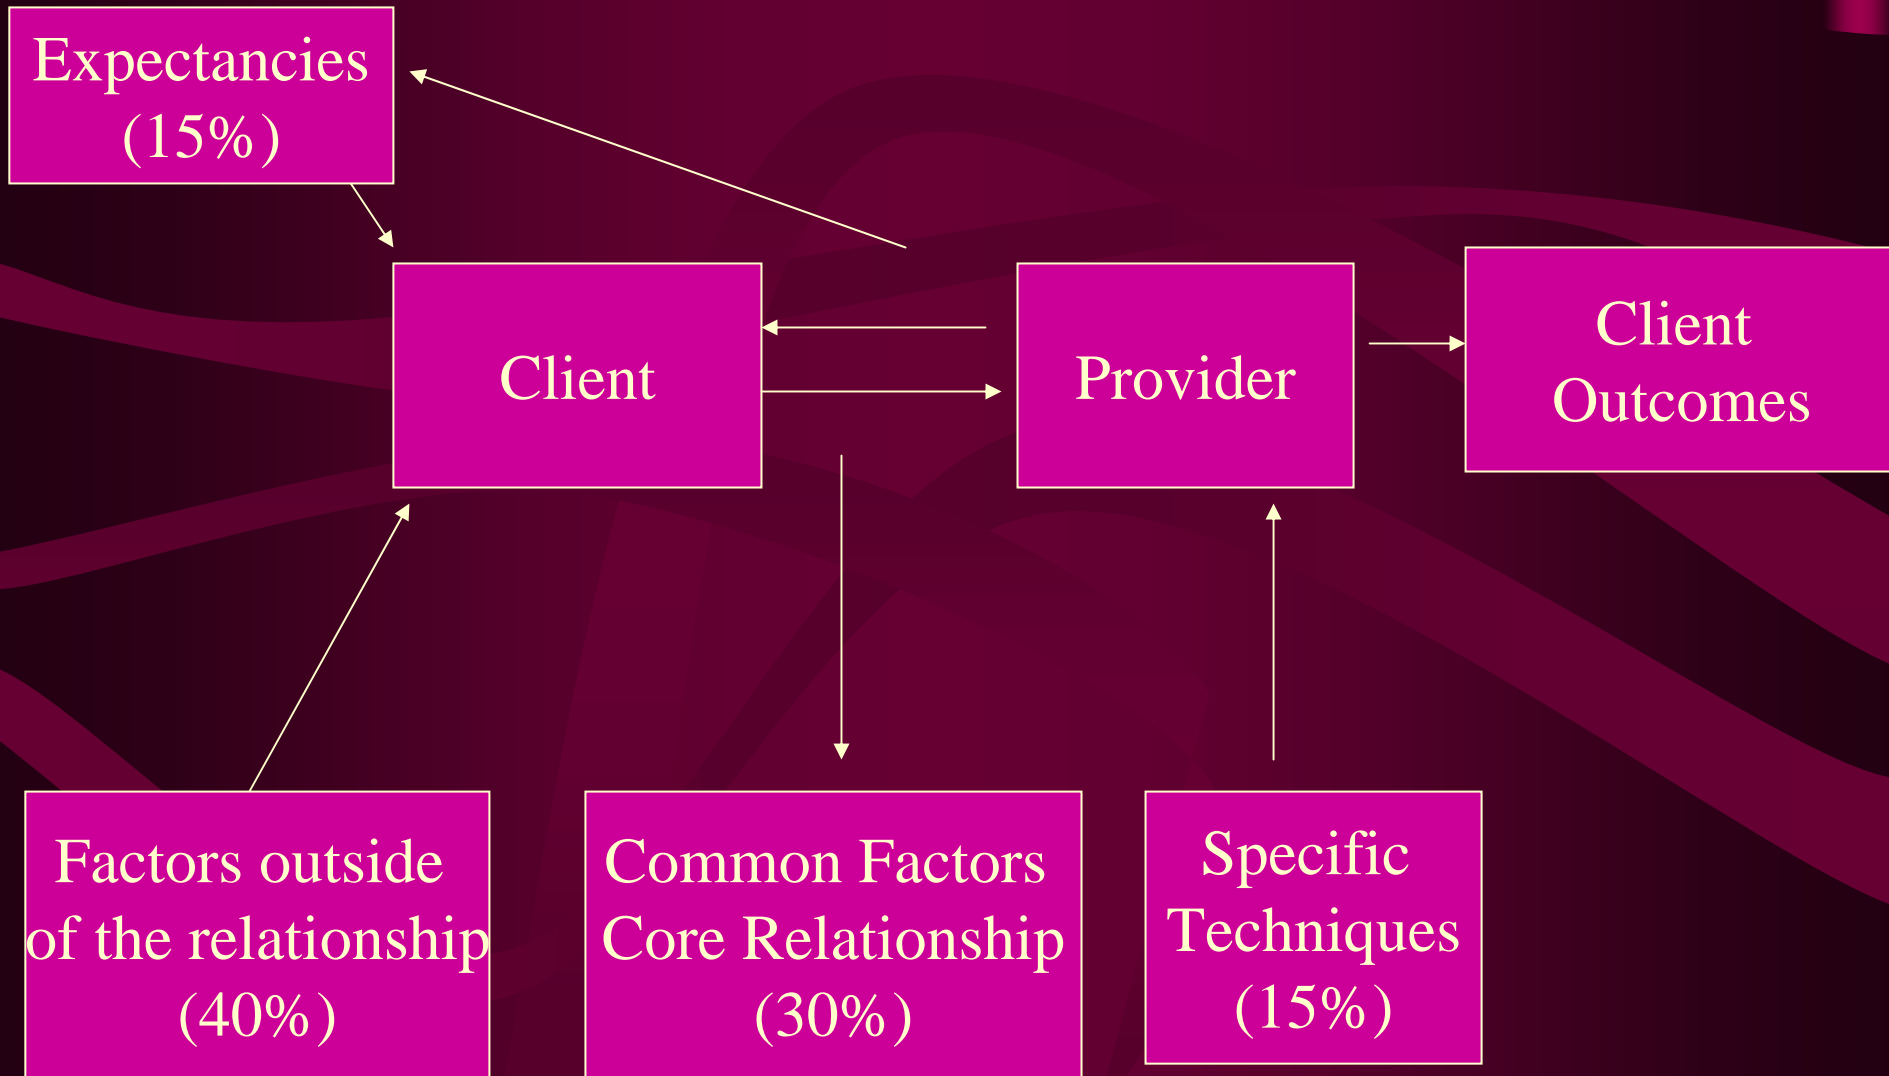 Expectancies
(15%)
Client
Provider
Client
Outcomes
Factors outside
of the relationship
(40%)
Common Factors
Core Relationship
(30%)
Specific
Techniques
(15%)